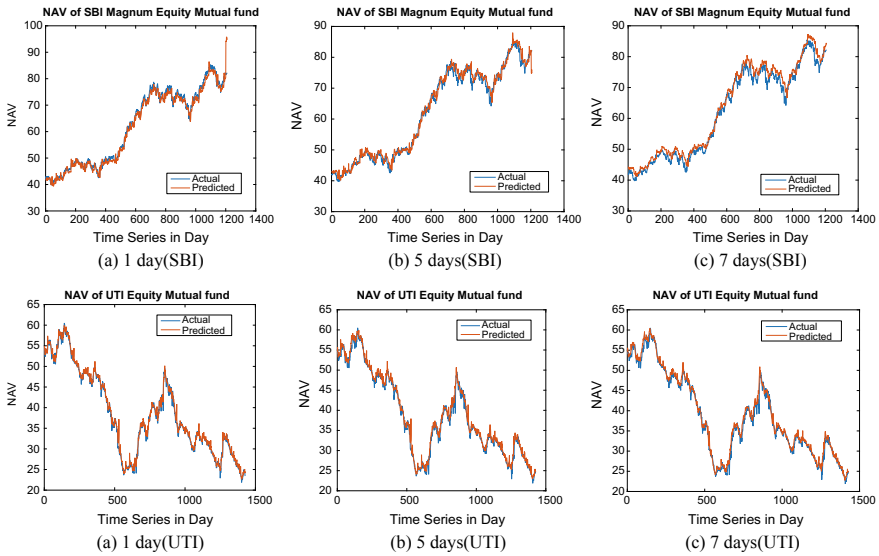 NAV of SBI Magnum Equity Mutual fund
100
90
80
70
60
50
40
30
NAV
0 200 400 600 800 1000 1200 1400
Actual
Predicted
Time Series in Day
(a) 1 day(SBI)
NAV of SBI Magnum Equity Mutual fund
90
80
70
60
50
40
30
NAV
0 200 400 600 800 1000 1200 1400
Actual
Predicted
Time Series in Day
(b) 5 days(SBI)
NAV of SBI Magnum Equity Mutual fund
90
80
70
60
50
40
30
NAV
0 200 400 600 800 1000 1200 1400
Actual
Predicted
Time Series in Day
(c) 7 days(SBI)
NAV of UTI Equity Mutual fund
65
60
55
50
45
40
35
30
25
20
NAV
0 500 1000 1500
Actual
Predicted
Time Series in Day
(a) 1 day(UTI)
NAV of UTI Equity Mutual fund
65
60
55
50
45
40
35
30
25
20
NAV
0 500 1000 1500
Actual
Predicted
Time Series in Day
(b) 5 days(UTI)
NAV of UTI Equity Mutual fund
65
60
55
50
45
40
35
30
25
20
NAV
0 500 1000 1500
Actual
Predicted
Time Series in Day
(c) 7 days(UTI)